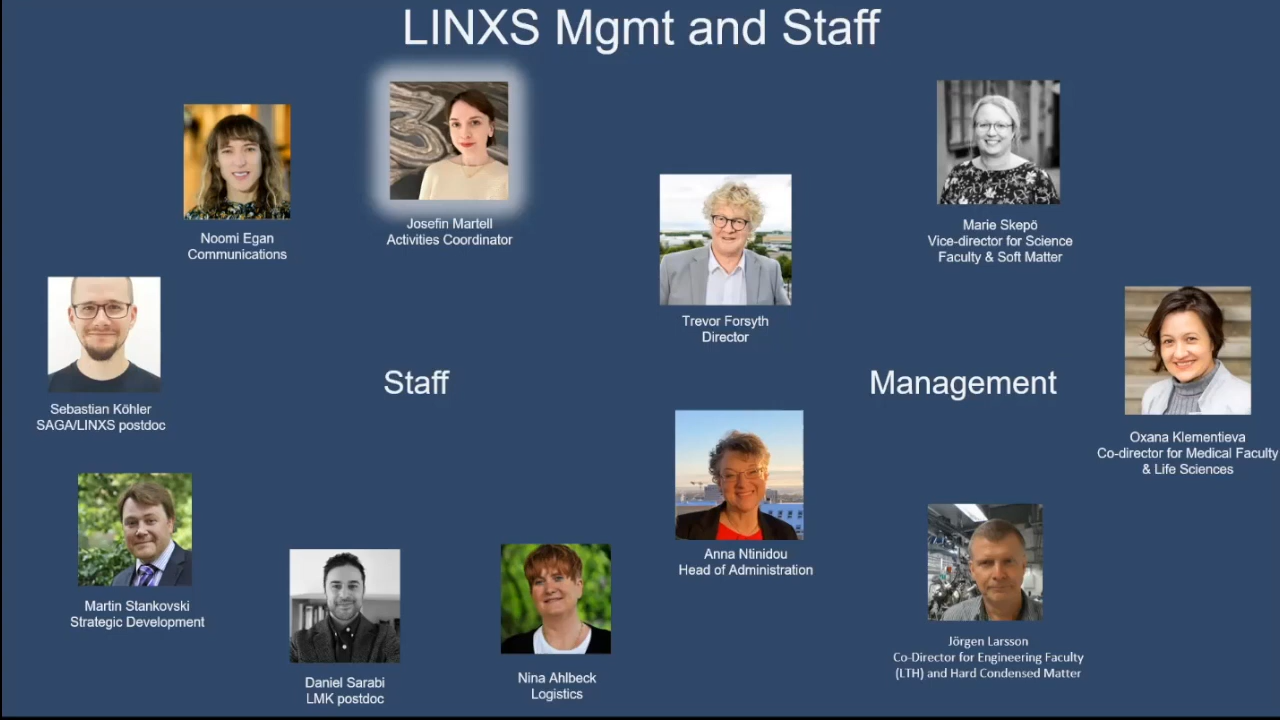 LINXS Mgmt and Staff
Noomi Egan
Communications
Josefin Martell
Activities Coordinator
Trevor Forsyth
Director
Marie Skepö
Vice-director for Science
Faculty & Soft Matter
Sebastian Köhler
SAGA/LINXS postdoc
Staff
Management
Oxana Klementieva
Co-director for Medical Faculty
& Life Sciences
Martin Stankovski
Strategic Development
Daniel Sarabi
LMK postdoc
Nina Ahlbeck
Logistics
Anna Ntinidou
Head of Administration
Jörgen Larsson
Co-Director for Engineering Faculty
(LTH) and Hard Condensed Matter